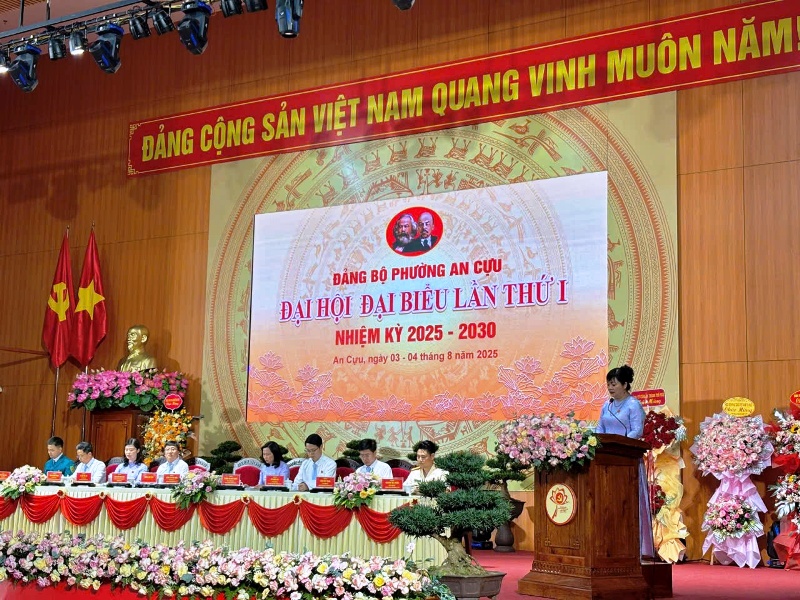 ĐẢNG CỘNG SẢN VIỆT NAM QUANG VINH MUÔN NĂM!
ĐẢNG BỘ PHƯỜNG AN CỰU
ĐẠI HỘI ĐẠI BIỂU LẦN THỨ I
NHIỆM KỲ 2025 - 2030
An Cựu, ngày 03 - 04 tháng 8 năm 2025